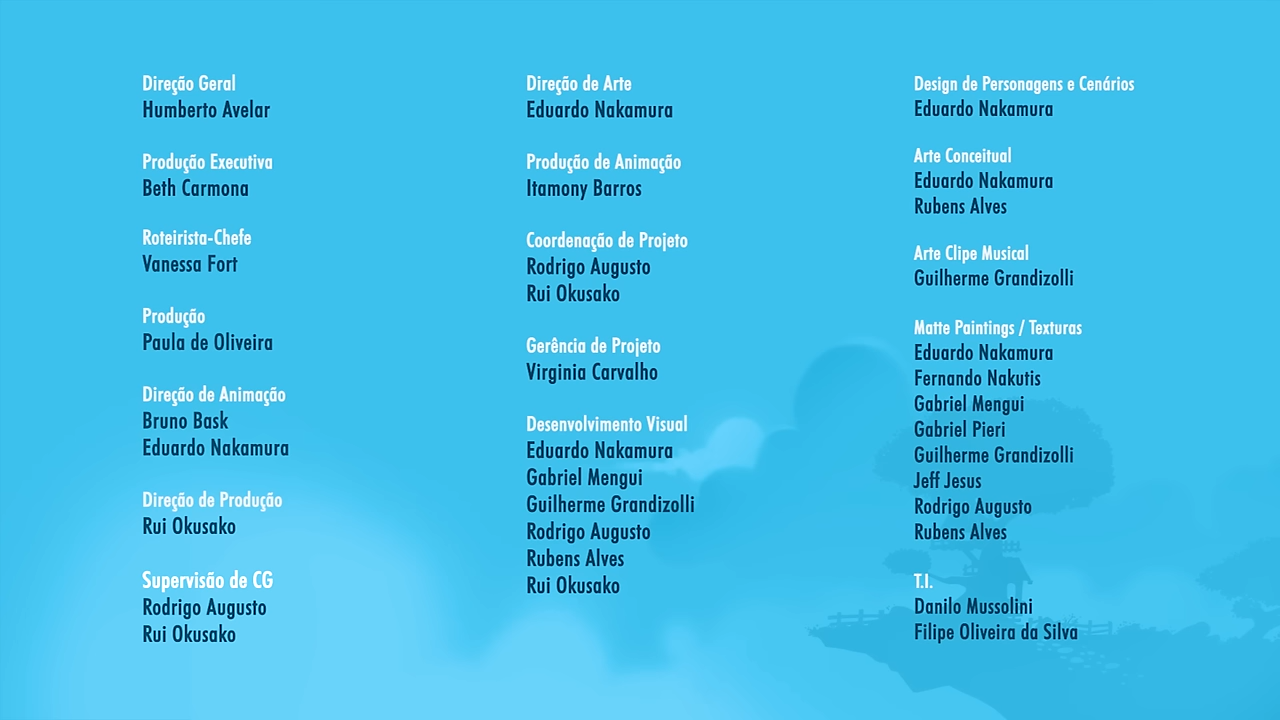 Direção Geral
Humberto Avelar
Produção Executiva
Beth Carmona
Roteirista-Chefe
Vanessa Fort
Produção
Paula de Oliveira
Direção de Animação
Bruno Bask
Eduardo Nakamura
Direção de Produção
Rui Okusako
Supervisão de CG
Rodrigo Augusto
Rui Okusako
Direção de Arte
Eduardo Nakamura
Produção de Animação
Itamony Barros
Coordenação de Projeto
Rodrigo Augusto
Rui Okusako
Gerência de Projeto
Virginia Carvalho
Desenvolvimento Visual
Eduardo Nakamura
Gabriel Mengui
Guilherme Grandizolli
Rodrigo Augusto
Rubens Alves
Rui Okusako
Design de Personagens e Cenários
Eduardo Nakamura
Arte Conceitual
Eduardo Nakamura
Rubens Alves
Arte Clipe Musical
Guilherme Grandizolli
Matte Paintings / Texturas
Eduardo Nakamura
Fernando Nakutis
Gabriel Mengui
Gabriel Pieri
Guilherme Grandizolli
Jeff Jesus
Rodrigo Augusto
Rubens Alves
T.I.
Danilo Mussolini
Filipe Oliveira da Silva